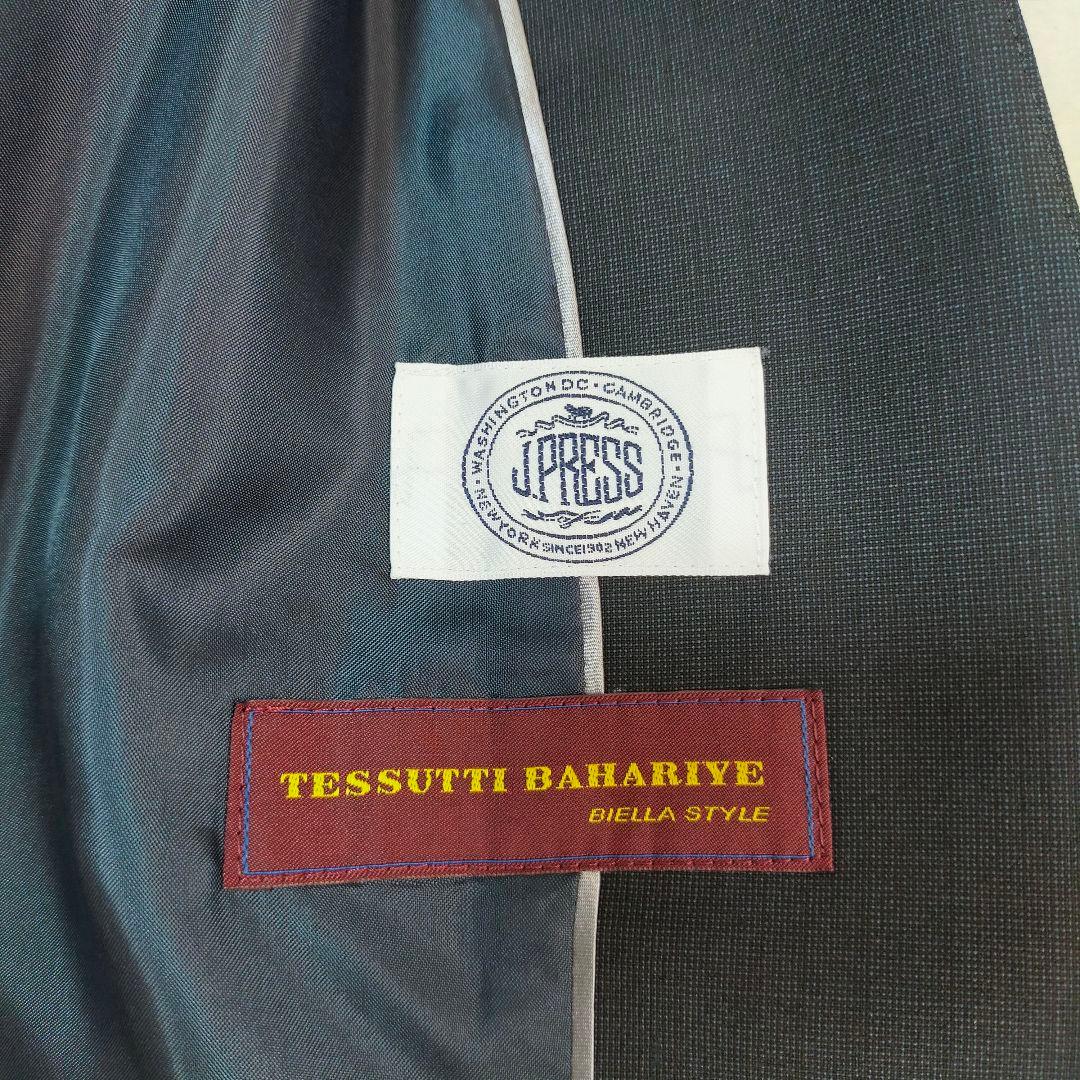 WASHINGTON DC • CAMBRIDGE •
J.PRESS
NEW YORK SINCE 1902 NEW HAVEN
TESSUTTI BAHARIYE
BIELLA STYLE